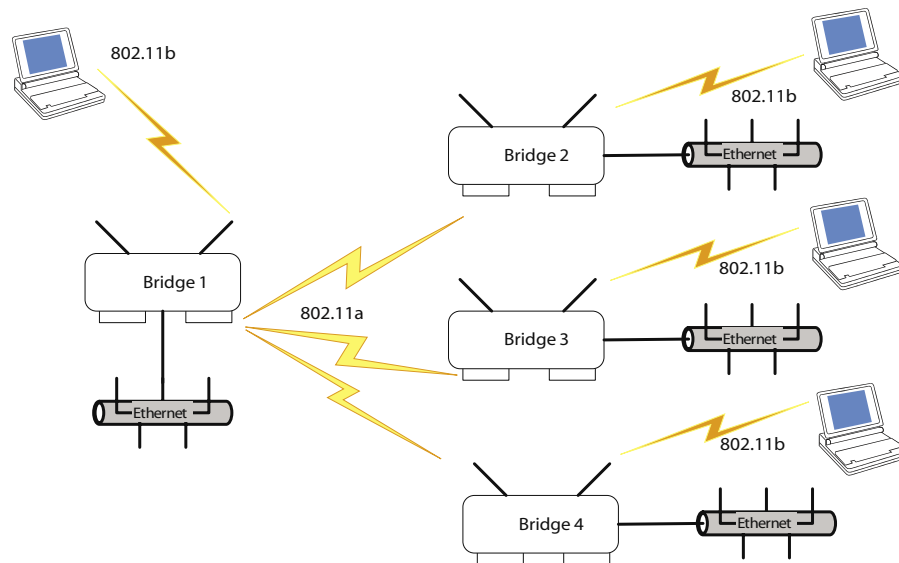 802.11b
802.11b
Bridge 2
Ethernet
Bridge 1
802.11b
802.11a
Bridge 3
Ethernet
Ethernet
802.11b
Bridge 4
Ethernet